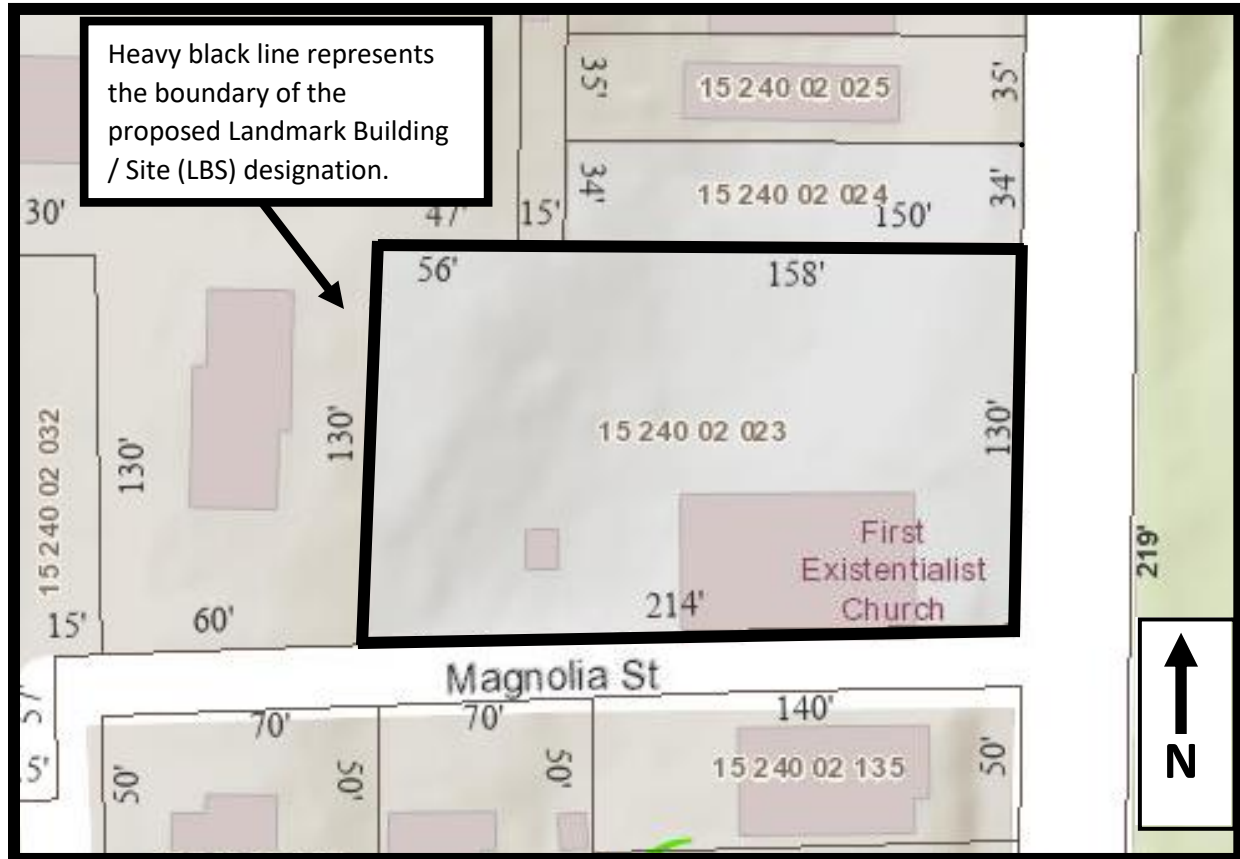 Heavy black line represents
the boundary of the
proposed Landmark Building
/ Site (LBS) designation.
35'
15 240 02 025
35'
34'
15 240 02 024
34'
30'
47'
15'
150'
56'
158'
15 240 02 032
130'
130'
15 240 02 023
130'
First
Existentialist
Church
219'
15'
60'
214'
Magnolia St
N
70'
70'
140'
5'
50'
50'
50'
15 240 02 135
50'